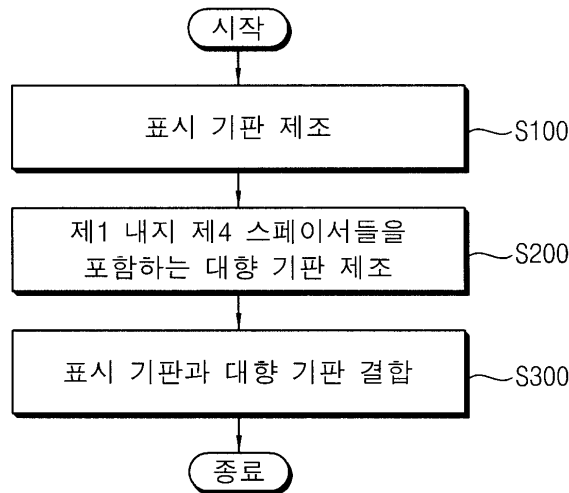 시작
표시 기판 제조
S100
제1 내지 제4 스페이서들을
포함하는 대향 기판 제조
S200
표시 기판과 대향 기판 결합
S300
종료